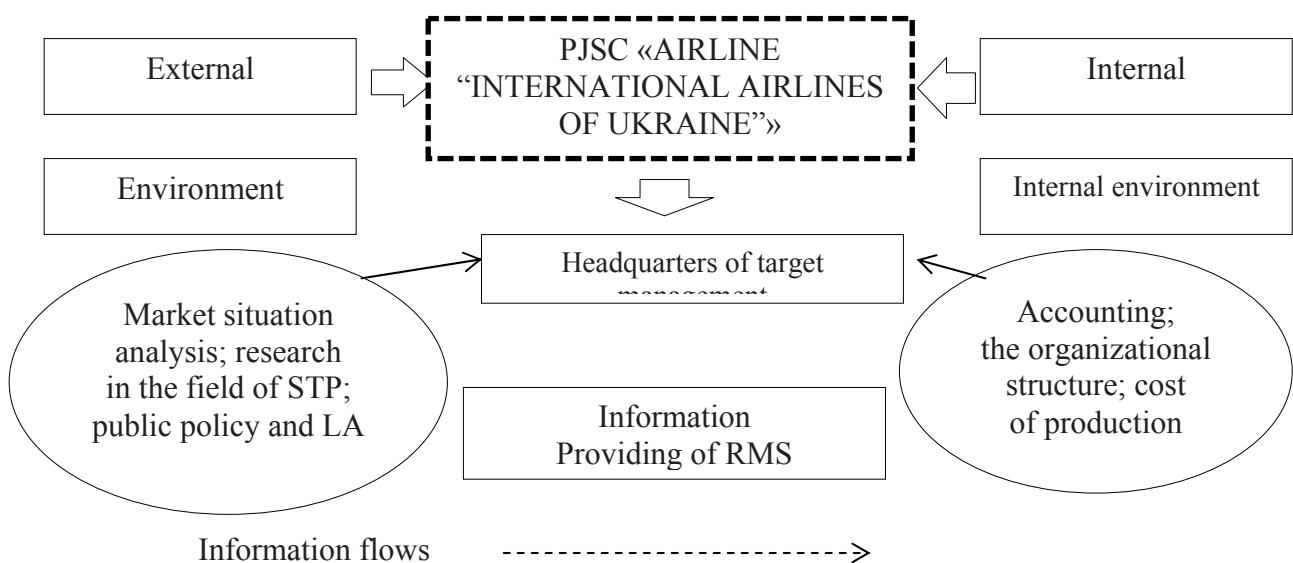 External
PJSC «AIRLINE
“INTERNATIONAL AIRLINES
OF UKRAINE”»
Internal
Environment
Internal environment
Headquarters of target
management
Market situation
analysis; research
in the field of STP;
public policy and LA
Accounting;
the organizational
structure; cost
of production
Information
Providing of RMS
Information flows